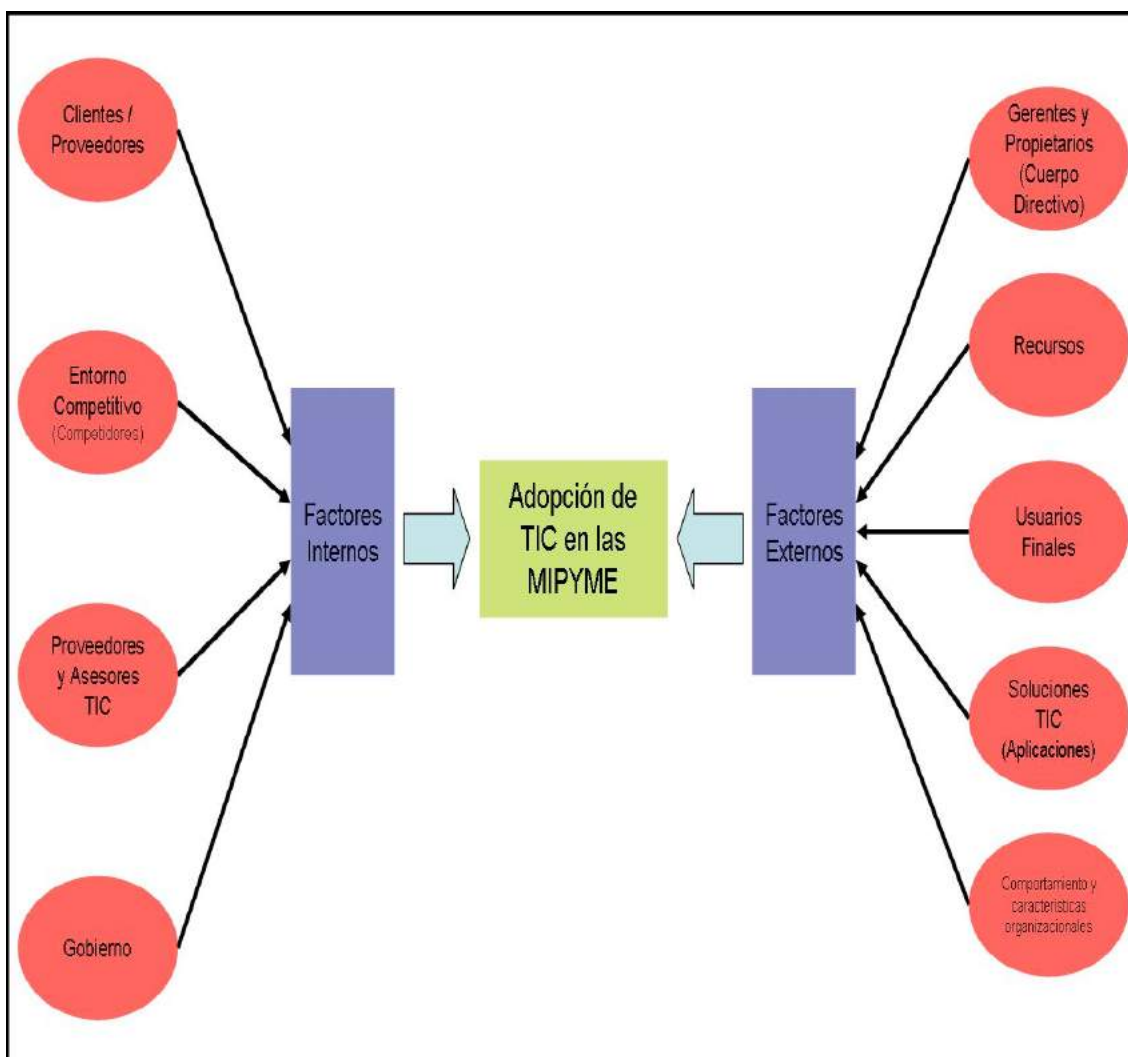 Clientes /
Proveedores
Entorno
Competitivo
(Competidores)
Proveedores
y Asesores
TIC
Gobierno
Factores
Internos
Adopción de
TIC en las
MIPYME
Factores
Externos
Gerentes y
Propietarios
(Cuerpo
Directivo)
Recursos
Usuarios
Finales
Soluciones
TIC
(Aplicaciones)
Comportamiento y
características
organizacionales